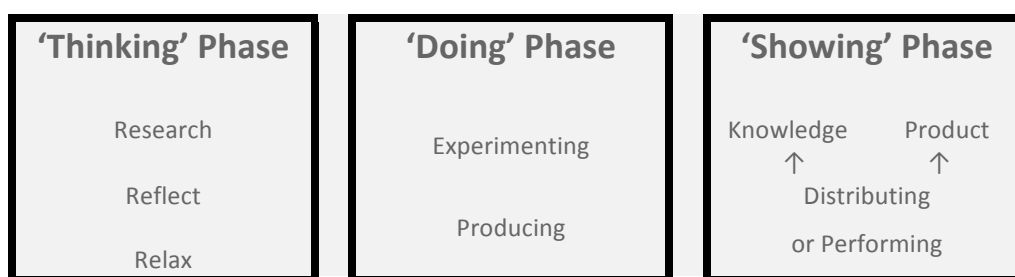 ‘Thinking’ Phase
Research
Reflect
Relax
‘Doing’ Phase
Experimenting
Producing
‘Showing’ Phase
Knowledge Product
↑ ↑
Distributing
or Performing